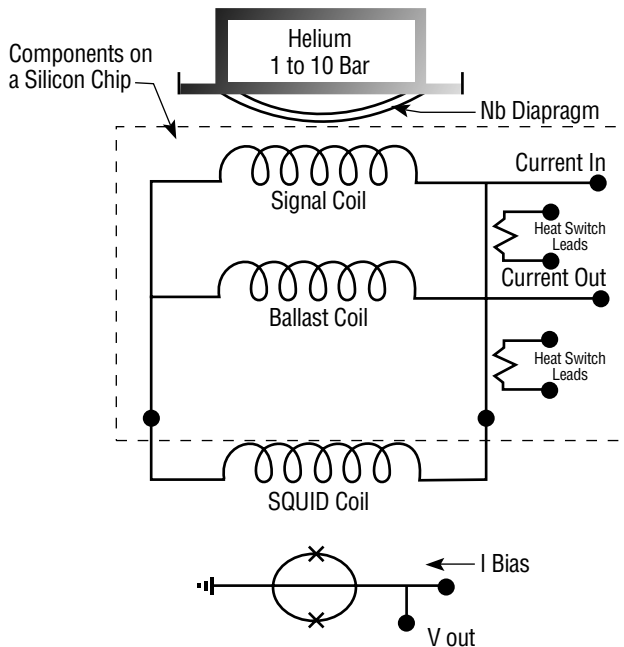 Helium
1 to 10 Bar
Components on
a Silicon Chip
Nb Diapragm
Current In
Signal Coil
Heat Switch
Leads
Current Out
Ballast Coil
Heat Switch
Leads
SQUID Coil
I Bias
V out